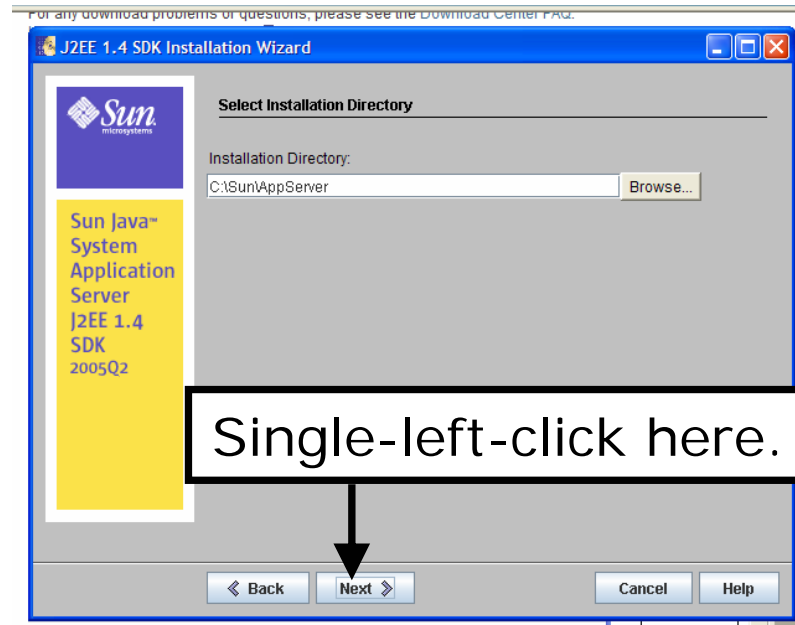 For any download problems or questions, please see the Download Center FAQ.
J2EE 1.4 SDK Installation Wizard
Sun
microsystems
Select Installation Directory
Installation Directory:
C:\Sun\AppServer
Browse...
Sun Java™
System
Application
Server
J2EE 1.4
SDK
2005Q2
Single-left-click here.
Back
Next
Cancel
Help